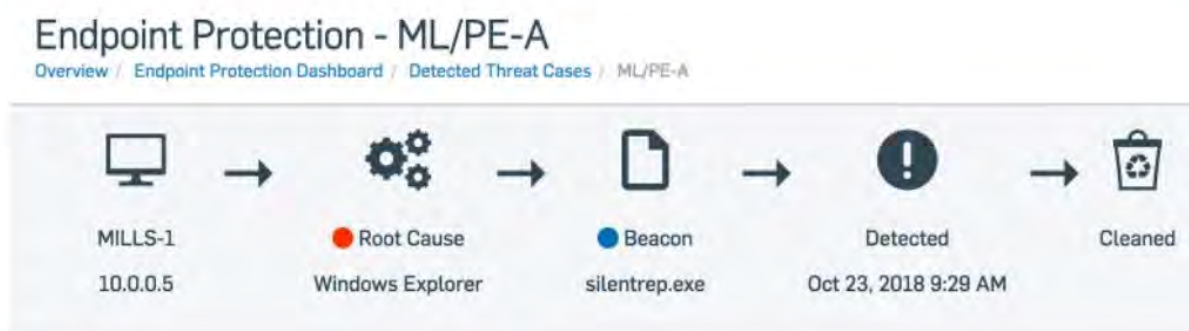 Endpoint Protection - ML/PE-A
Overview / Endpoint Protection Dashboard / Detected Threat Cases / ML/PE-A
MILLS-1 Root Cause Beacon Detected Cleaned
10.0.0.5 Windows Explorer silentrep.exe Oct 23, 2018 9:29 AM